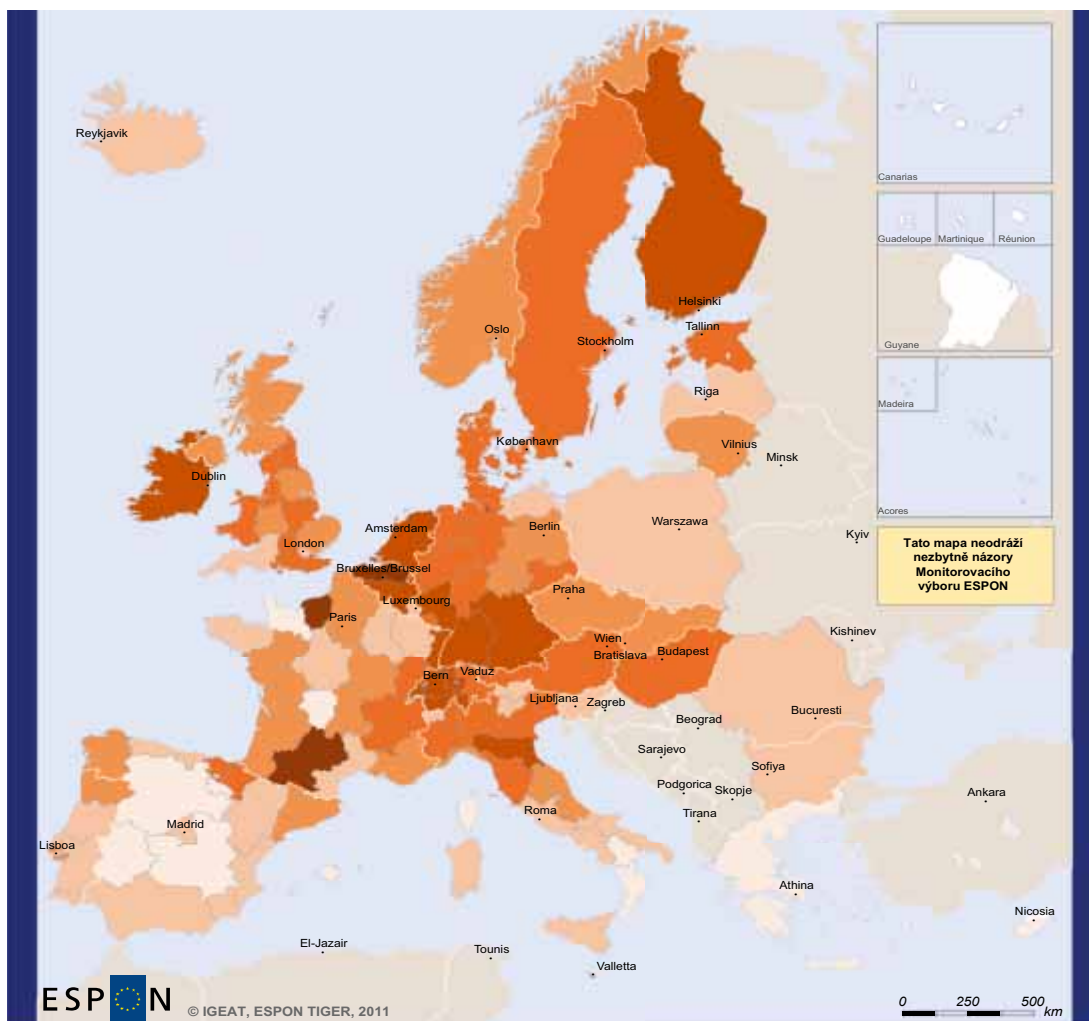 Reykjavik
Canarias
Guadeloupe
Martinique
Réunion
Guyane
Madeira
Acores
Helsinki
Oslo
Tallinn
Stockholm
Riga
København
Vilnius
Minsk
Dublin
Amsterdam
Berlin
Warszawa
London
Kyiv
Tato mapa neodráží
nezbytně názory
Monitorovacího
výboru ESPON
Bruxelles/Brussel
Luxembourg
Praha
Paris
Kishinev
Wien
Bratislava
Budapest
Bern
Vaduz
Ljubljana
Zagreb
Bucuresti
Beograd
Sarajevo
Sofiya
Podgorica
Skopje
Ankara
Tirana
Roma
Madrid
Lisboa
Athina
Nicosia
El-Jazair
Tounis
Valletta
ESPON
© IGEAT, ESPON TIGER, 2011
0 250 500
km